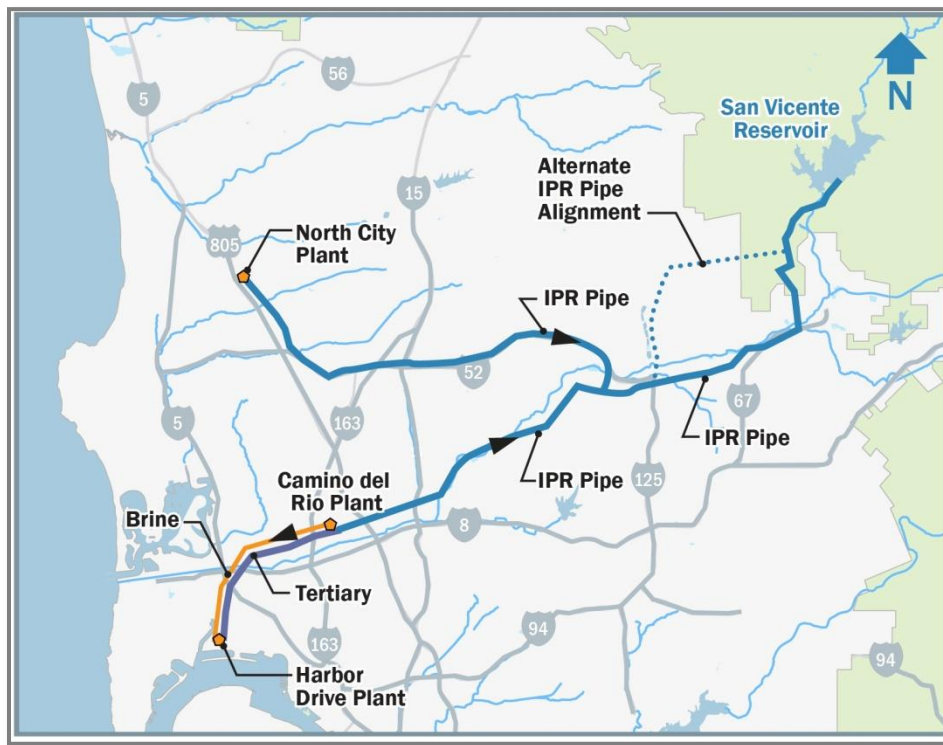 56
5
San Vicente
Reservoir
N
Alternate
IPR Pipe
Alignment
15
North City
Plant
805
IPR Pipe
52
67
163
5
IPR Pipe
Camino del
Rio Plant
IPR Pipe
125
Brine
8
Tertiary
94
163
94
Harbor
Drive Plant